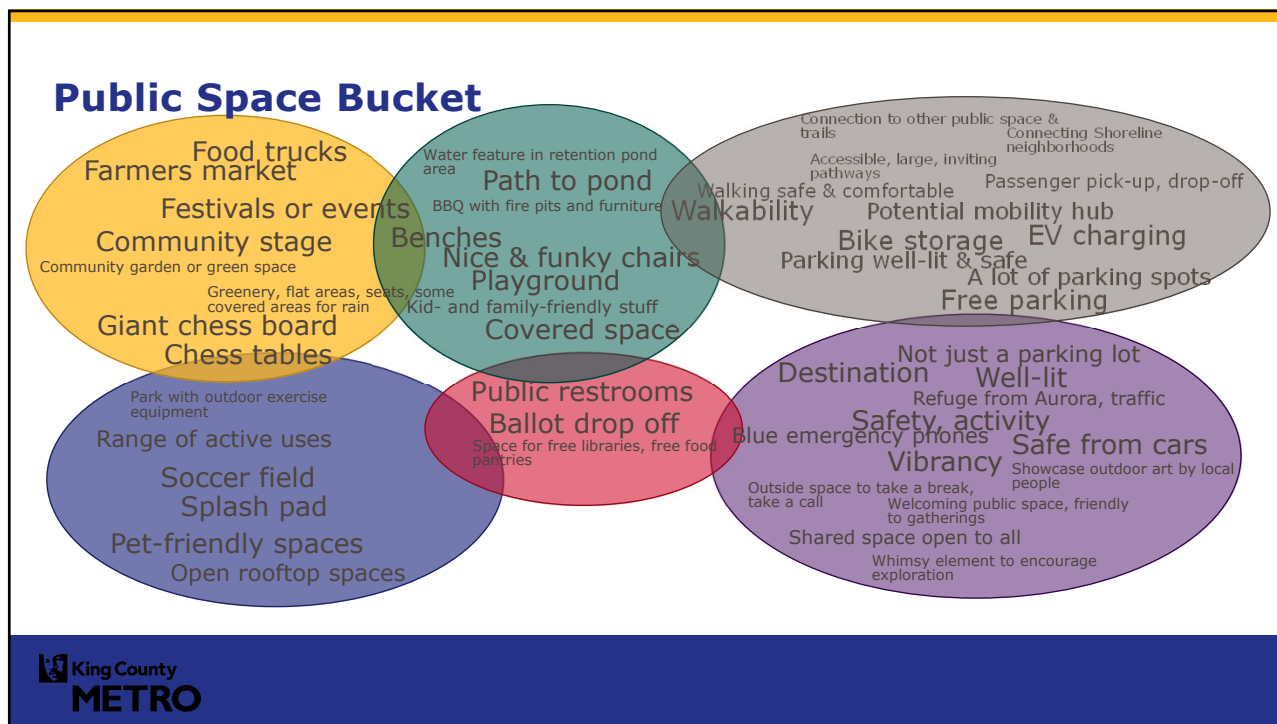 Public Space Bucket
Food trucks
Farmers market
Festivals or events
Community stage
Community garden or green space
Greenery, flat areas, seats, some
covered areas for rain
Giant chess board
Chess tables
Water feature in retention pond
area
Path to pond
BBQ with fire pits and furniture
Benches
Nice & funky chairs
Playground
Kid- and family-friendly stuff
Covered space
Connection to other public space &
trails
Connecting Shoreline
neighborhoods
Accessible, large, inviting
pathways
Passenger pick-up, drop-off
Walking safe & comfortable
Walkability
Potential mobility hub
Bike storage
EV charging
Parking well-lit & safe
A lot of parking spots
Free parking
Park with outdoor exercise
equipment
Range of active uses
Soccer field
Splash pad
Pet-friendly spaces
Open rooftop spaces
Public restrooms
Ballot drop off
Space for free libraries, free food
pantries
Not just a parking lot
Destination
Well-lit
Refuge from Aurora, traffic
Safety, activity
Blue emergency phones
Safe from cars
Vibrancy
Showcase outdoor art by local
people
Outside space to take a break,
take a call
Welcoming public space, friendly
to gatherings
Shared space open to all
Whimsy element to encourage
exploration
King County
METRO